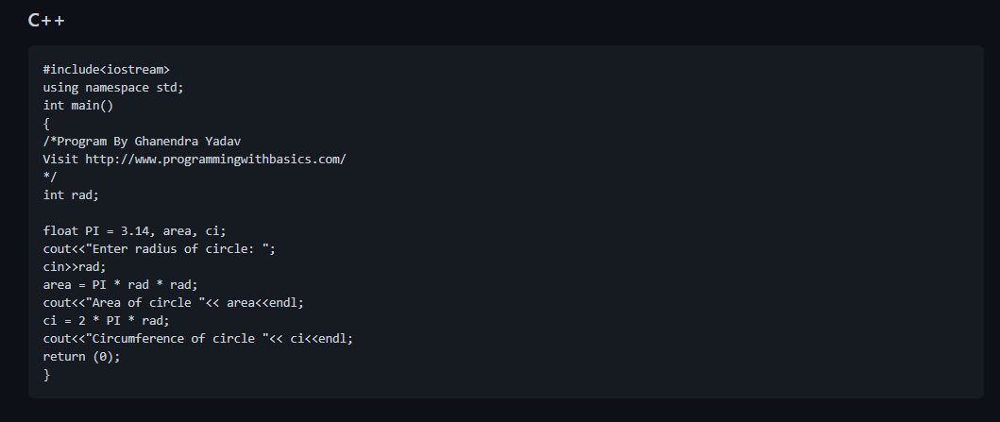 C++
#include<iostream>
using namespace std;
int main()
{
/*Program By Ghanendra Yadav
Visit http://www.programmingwithbasics.com/
*/
int rad;
float PI = 3.14, area, ci;
cout<<"Enter radius of circle: ";
cin>>rad;
area = PI * rad * rad;
cout<<"Area of circle "<< area<<endl;
ci = 2 * PI * rad;
cout<<"Circumference of circle "<< ci<<endl;
return (0);
}